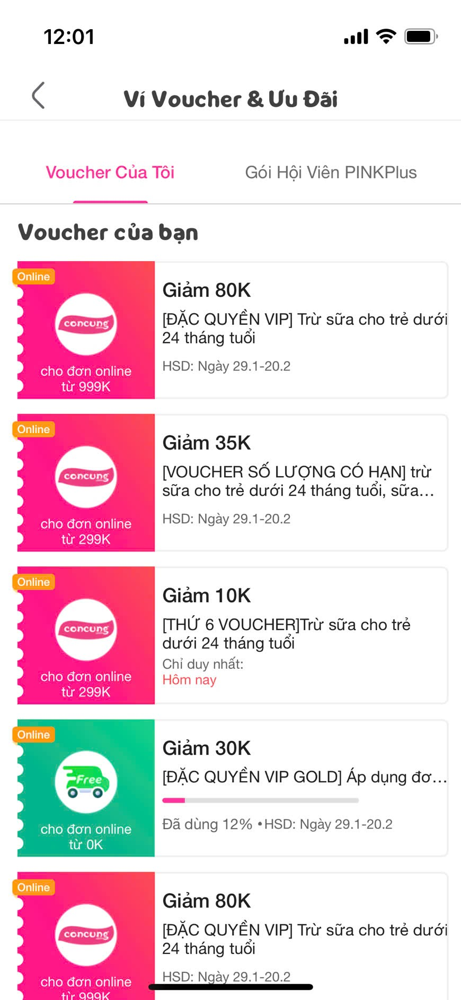 12:01
Ví Voucher & Ưu Đãi
Voucher Của Tôi
Gói Hội Viên PINKPlus
Voucher của bạn
Online
concung
cho đơn online
từ 999K
Giảm 80K
[ĐẶC QUYỀN VIP] Trừ sữa cho trẻ dưới
24 tháng tuổi
HSD: Ngày 29.1-20.2
Online
concung
cho đơn online
từ 299K
Giảm 35K
[VOUCHER SỐ LƯỢNG CÓ HẠN] trừ
sữa cho trẻ dưới 24 tháng tuổi, sữa...
HSD: Ngày 29.1-20.2
Online
concung
cho đơn online
từ 299K
Giảm 10K
[THỨ 6 VOUCHER]Trừ sữa cho trẻ
dưới 24 tháng tuổi
Chỉ duy nhất:
Hôm nay
Online
Free
cho đơn online
từ 0K
Giảm 30K
[ĐẶC QUYỀN VIP GOLD] Áp dụng đơ...
Đã dùng 12% •HSD: Ngày 29.1-20.2
Online
concung
cho đơn online
từ 999K
Giảm 80K
[ĐẶC QUYỀN VIP] Trừ sữa cho trẻ dưới
24 tháng tuổi
HSD: Ngày 29.1-20.2